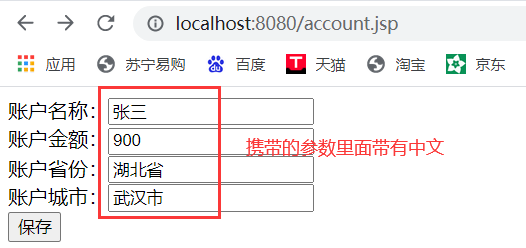 localhost:8080/account.jsp
应用 苏宁易购 百度 天猫 淘宝 京东
账户名称： 张三
账户金额： 900
账户省份： 湖北省
账户城市： 武汉市
携带的参数里面带有中文
保存